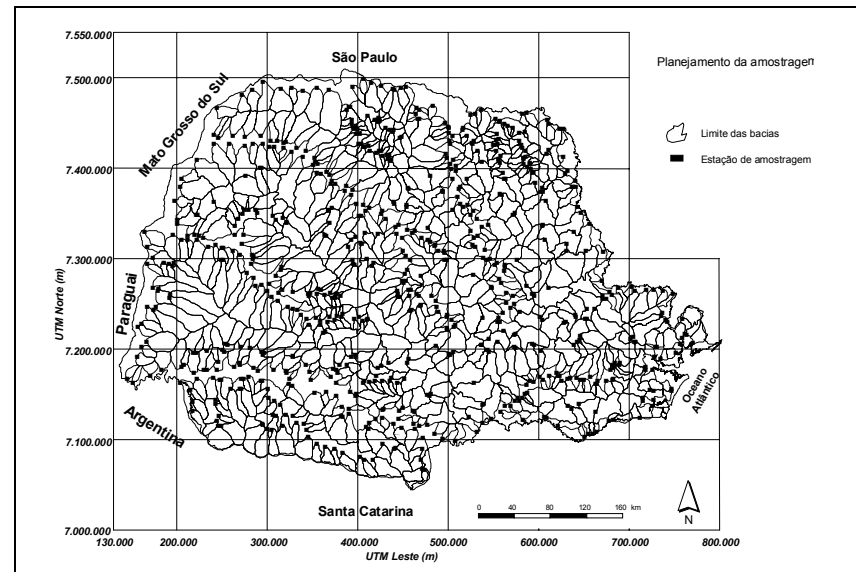 7.550.000
São Paulo
Planejamento da amostragem
7.500.000
Mato Grosso do Sul
Limite das bacias
Estação de amostragem
7.400.000
UTM Norte (m)
7.300.000
Paraguai
7.200.000
Oceano
Atlântico
Argentina
7.100.000
0 40 80 120 160 km
Santa Catarina
N
7.000.000
130.000 200.000 300.000 400.000 500.000 600.000 700.000 800.000
UTM Leste (m)